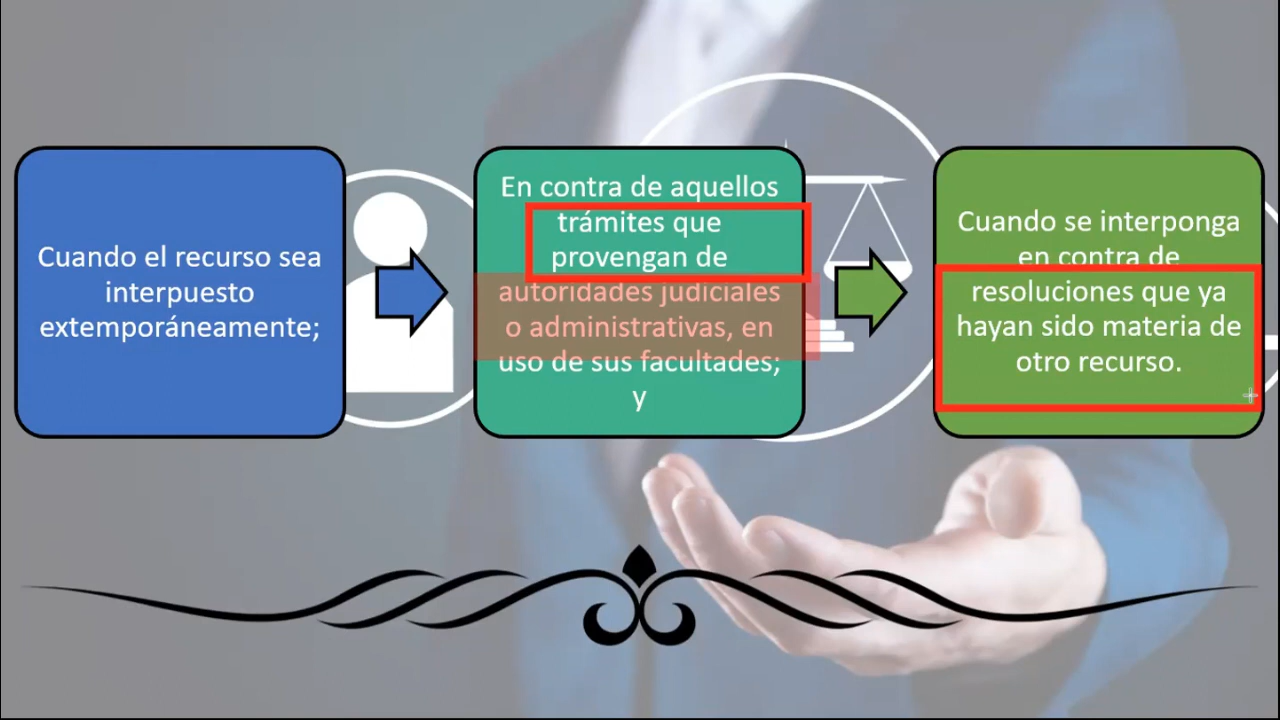 Cuando el recurso sea
interpuesto
extemporáneamente;
En contra de aquellos
trámites que
provengan de
autoridades judiciales
o administrativas, en
uso de sus facultades;
y
Cuando se interponga
en contra de
resoluciones que ya
hayan sido materia de
otro recurso.